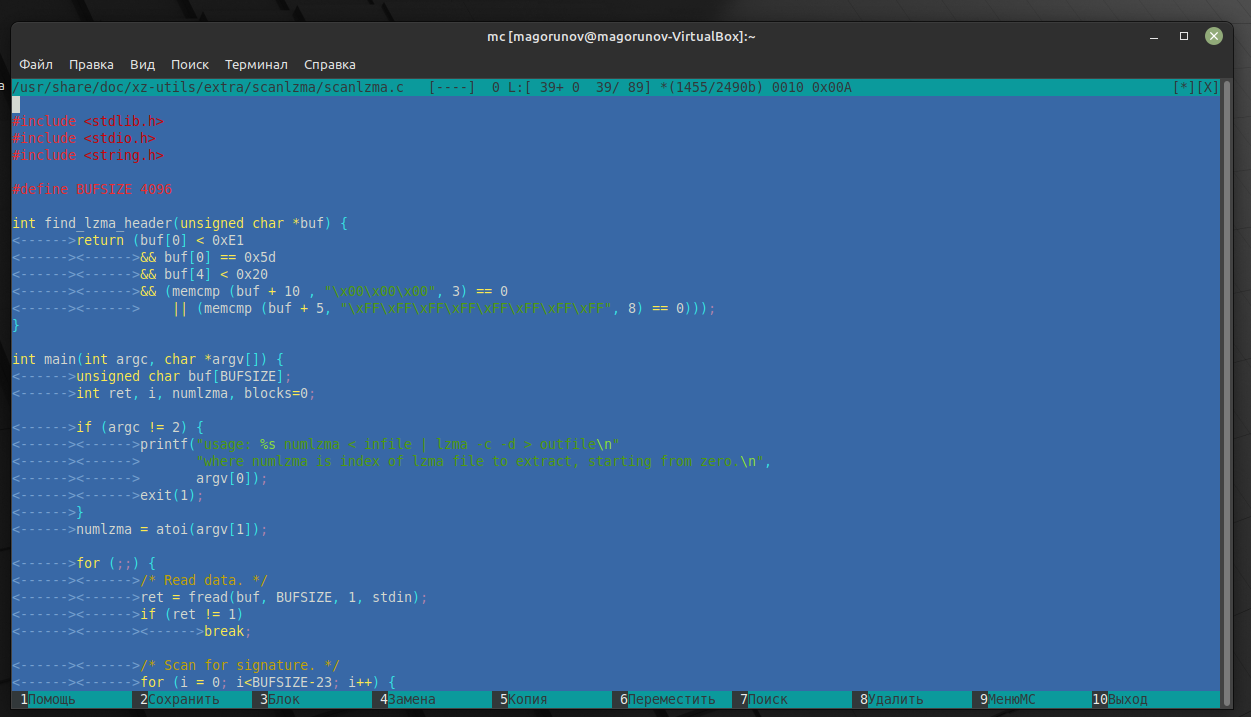 mc [magorunov@magorunov-VirtualBox]:~
Файл Правка Вид Поиск Терминал Справка
а
/usr/share/doc/xz-utils/extra/scanlzma/scanlzma.c [----] 0 L:[ 39+ 0 39/ 89] *(1455/2490b) 0010 0x00A [*][X]
#include <stdlib.h>
#include <stdio.h>
#include <string.h>
#define BUFSIZE 4096
int find_lzma_header(unsigned char *buf) {
<------>return (buf[0] < 0xE1
<------><------>&& buf[0] == 0x5d
<------><------>&& buf[4] < 0x20
<------><------>&& (memcmp (buf + 10 , "\x00\x00\x00", 3) == 0
<------><------>    || (memcmp (buf + 5, "\xFF\xFF\xFF\xFF\xFF\xFF\xFF\xFF", 8) == 0)));
}
int main(int argc, char *argv[]) {
<------>unsigned char buf[BUFSIZE];
<------>int ret, i, numlzma, blocks=0;
<------>if (argc != 2) {
<------><------>printf("usage: %s numlzma < infile | lzma -c -d > outfile\n"
<------><------>       "where numlzma is index of lzma file to extract, starting from zero.\n",
<------><------>       argv[0]);
<------><------>exit(1);
<------>}
<------>numlzma = atoi(argv[1]);
<------>for (;;) {
<------><------>/* Read data. */
<------><------>ret = fread(buf, BUFSIZE, 1, stdin);
<------><------>if (ret != 1)
<------><------><------>break;
<------><------>/* Scan for signature. */
<------><------>for (i = 0; i<BUFSIZE-23; i++) {
1Помощь 2Сохранить 3Блок 4Замена 5Копия 6Переместить 7Поиск 8Удалить 9МенюMC 10Выход